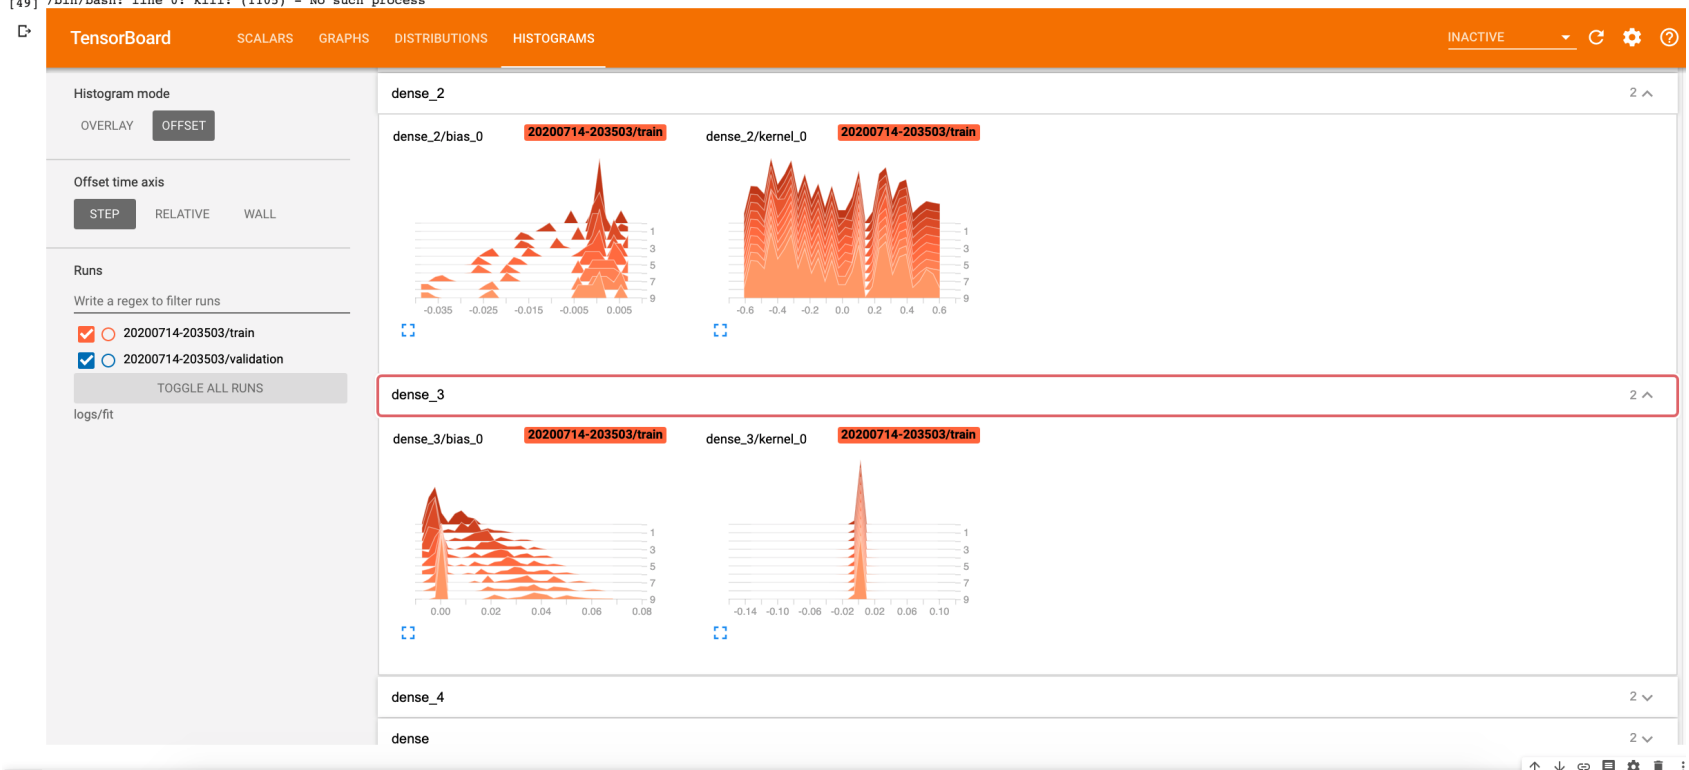 [49] /bin/bash: line 0: kill: (1105) - No such process
TensorBoard SCALARS GRAPHS DISTRIBUTIONS HISTOGRAMS INACTIVE
Histogram mode
OVERLAY OFFSET
Offset time axis
STEP RELATIVE WALL
Runs
Write a regex to filter runs
20200714-203503/train
20200714-203503/validation
TOGGLE ALL RUNS
logs/fit
dense_2 2
dense_2/bias_0 20200714-203503/train
1
3
5
7
9
-0.035 -0.025 -0.015 -0.005 0.005
dense_2/kernel_0 20200714-203503/train
1
3
5
7
9
-0.6 -0.4 -0.2 0.0 0.2 0.4 0.6
dense_3 2
dense_3/bias_0 20200714-203503/train
1
3
5
7
9
0.00 0.02 0.04 0.06 0.08
dense_3/kernel_0 20200714-203503/train
1
3
5
7
9
-0.14 -0.10 -0.06 -0.02 0.02 0.06 0.10
dense_4 2
dense 2